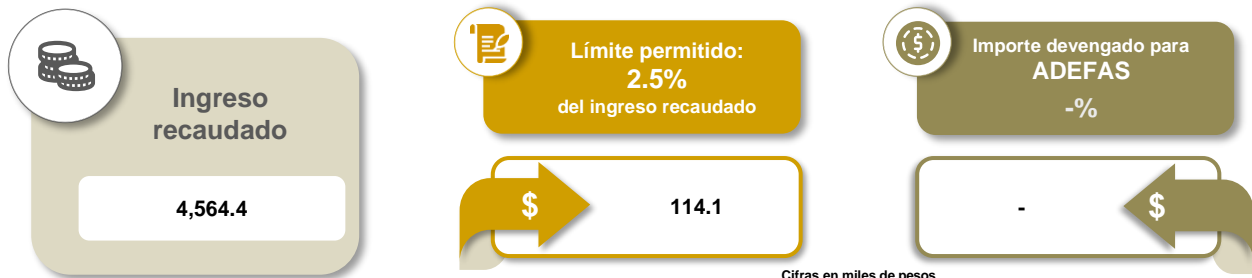 Ingreso
recaudado
4,564.4
Límite permitido:
2.5%
del ingreso recaudado
$
114.1
Importe devengado para
ADEFAS
-%
-
$
Cifras en miles de pesos